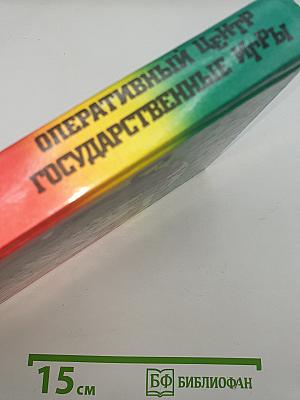 ОПЕРАТИВНЫЙ ЦЕНТР
ГОСУДАРСТВЕННЫЕ ИГРЫ
15 см
БФ БИБЛИОФАН